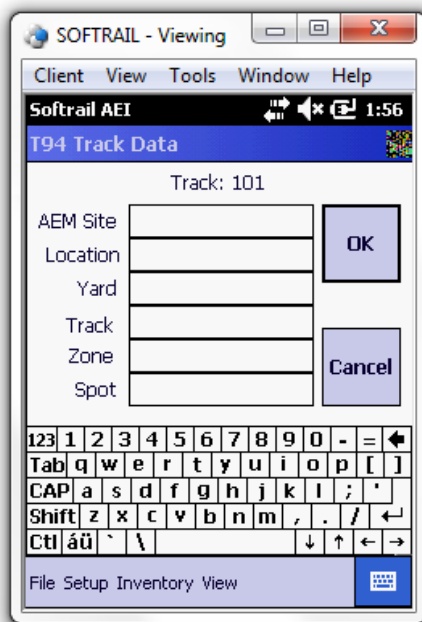 SOFTRAIL - Viewing
Client View Tools Window Help
Softrail AEI 1:56
T94 Track Data
Track: 101
AEM Site
OK
Location
Yard
Track
Zone
Cancel
Spot
123 1 2 3 4 5 6 7 8 9 0 - =
Tab q w e r t y u i o p [ ]
CAP a s d f g h j k l ; '
Shift z x c v b n m , . /
Ctl áü ` \
File Setup Inventory View